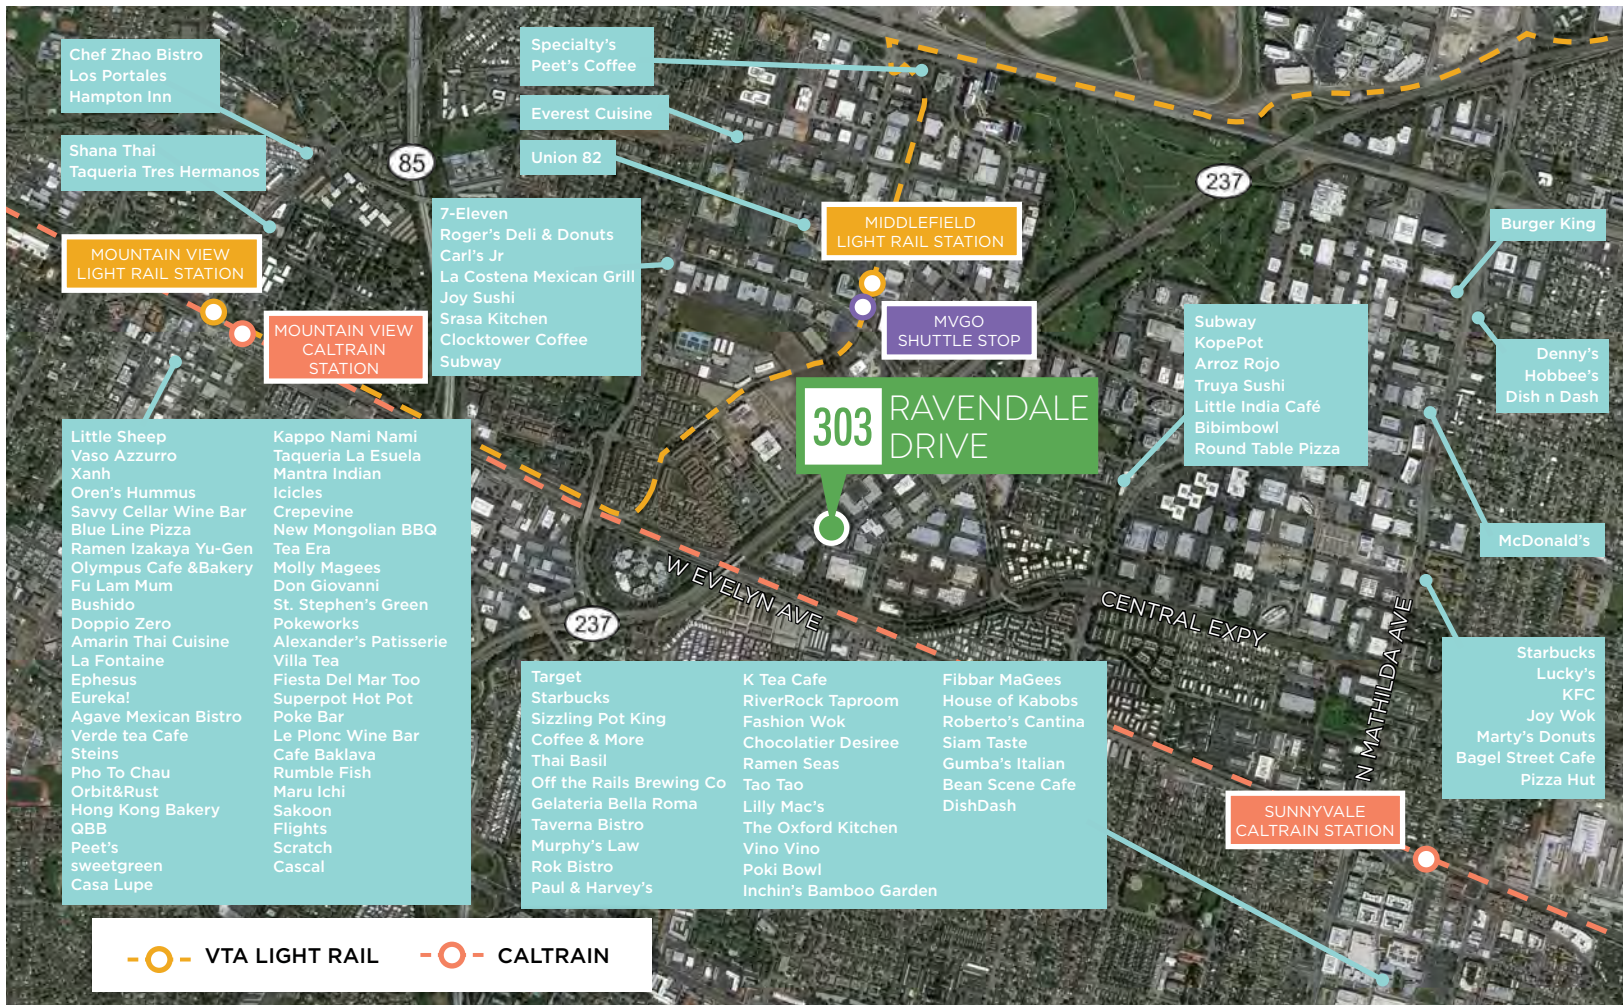 Chef Zhao Bistro
Los Portales
Hampton Inn
Shana Thai
Taqueria Tres Hermanos
Specialty's
Peet's Coffee
Everest Cuisine
Union 82
85
237
7-Eleven
Roger's Deli & Donuts
Carl's Jr
La Costena Mexican Grill
Joy Sushi
Srasa Kitchen
Clocktower Coffee
Subway
MIDDLEFIELD
LIGHT RAIL STATION
MOUNTAIN VIEW
LIGHT RAIL STATION
MOUNTAIN VIEW
CALTRAIN
STATION
MVGO
SHUTTLE STOP
Burger King
Denny's
Hobbee's
Dish n Dash
Subway
KopePot
Arroz Rojo
Truya Sushi
Little India Café
Bibimbowl
Round Table Pizza
303 RAVENDALE
DRIVE
McDonald's
Little Sheep
Vaso Azzurro
Xanh
Oren's Hummus
Savvy Cellar Wine Bar
Blue Line Pizza
Ramen Izakaya Yu-Gen
Olympus Cafe &Bakery
Fu Lam Mum
Bushido
Doppio Zero
Amarin Thai Cuisine
La Fontaine
Ephesus
Eureka!
Agave Mexican Bistro
Verde tea Cafe
Steins
Pho To Chau
Orbit&Rust
Hong Kong Bakery
QBB
Peet's
sweetgreen
Casa Lupe
Kappo Nami Nami
Taqueria La Esuela
Mantra Indian
Icicles
Crepevine
New Mongolian BBQ
Tea Era
Molly Magees
Don Giovanni
St. Stephen's Green
Pokeworks
Alexander's Patisserie
Villa Tea
Fiesta Del Mar Too
Superpot Hot Pot
Poke Bar
Le Plonc Wine Bar
Cafe Baklava
Rumble Fish
Maru Ichi
Sakoon
Flights
Scratch
Cascal
W EVELYN AVE
237
CENTRAL EXPY
N MATHILDA AVE
Target
Starbucks
Sizzling Pot King
Coffee & More
Thai Basil
Off the Rails Brewing Co
Gelateria Bella Roma
Taverna Bistro
Murphy's Law
Rok Bistro
Paul & Harvey's
K Tea Cafe
RiverRock Taproom
Fashion Wok
Chocolatier Desiree
Ramen Seas
Tao Tao
Lilly Mac's
The Oxford Kitchen
Vino Vino
Poki Bowl
Inchin's Bamboo Garden
Fibbar MaGees
House of Kabobs
Roberto's Cantina
Siam Taste
Gumba's Italian
Bean Scene Cafe
DishDash
Starbucks
Lucky's
KFC
Joy Wok
Marty's Donuts
Bagel Street Cafe
Pizza Hut
SUNNYVALE
CALTRAIN STATION
VTA LIGHT RAIL
CALTRAIN